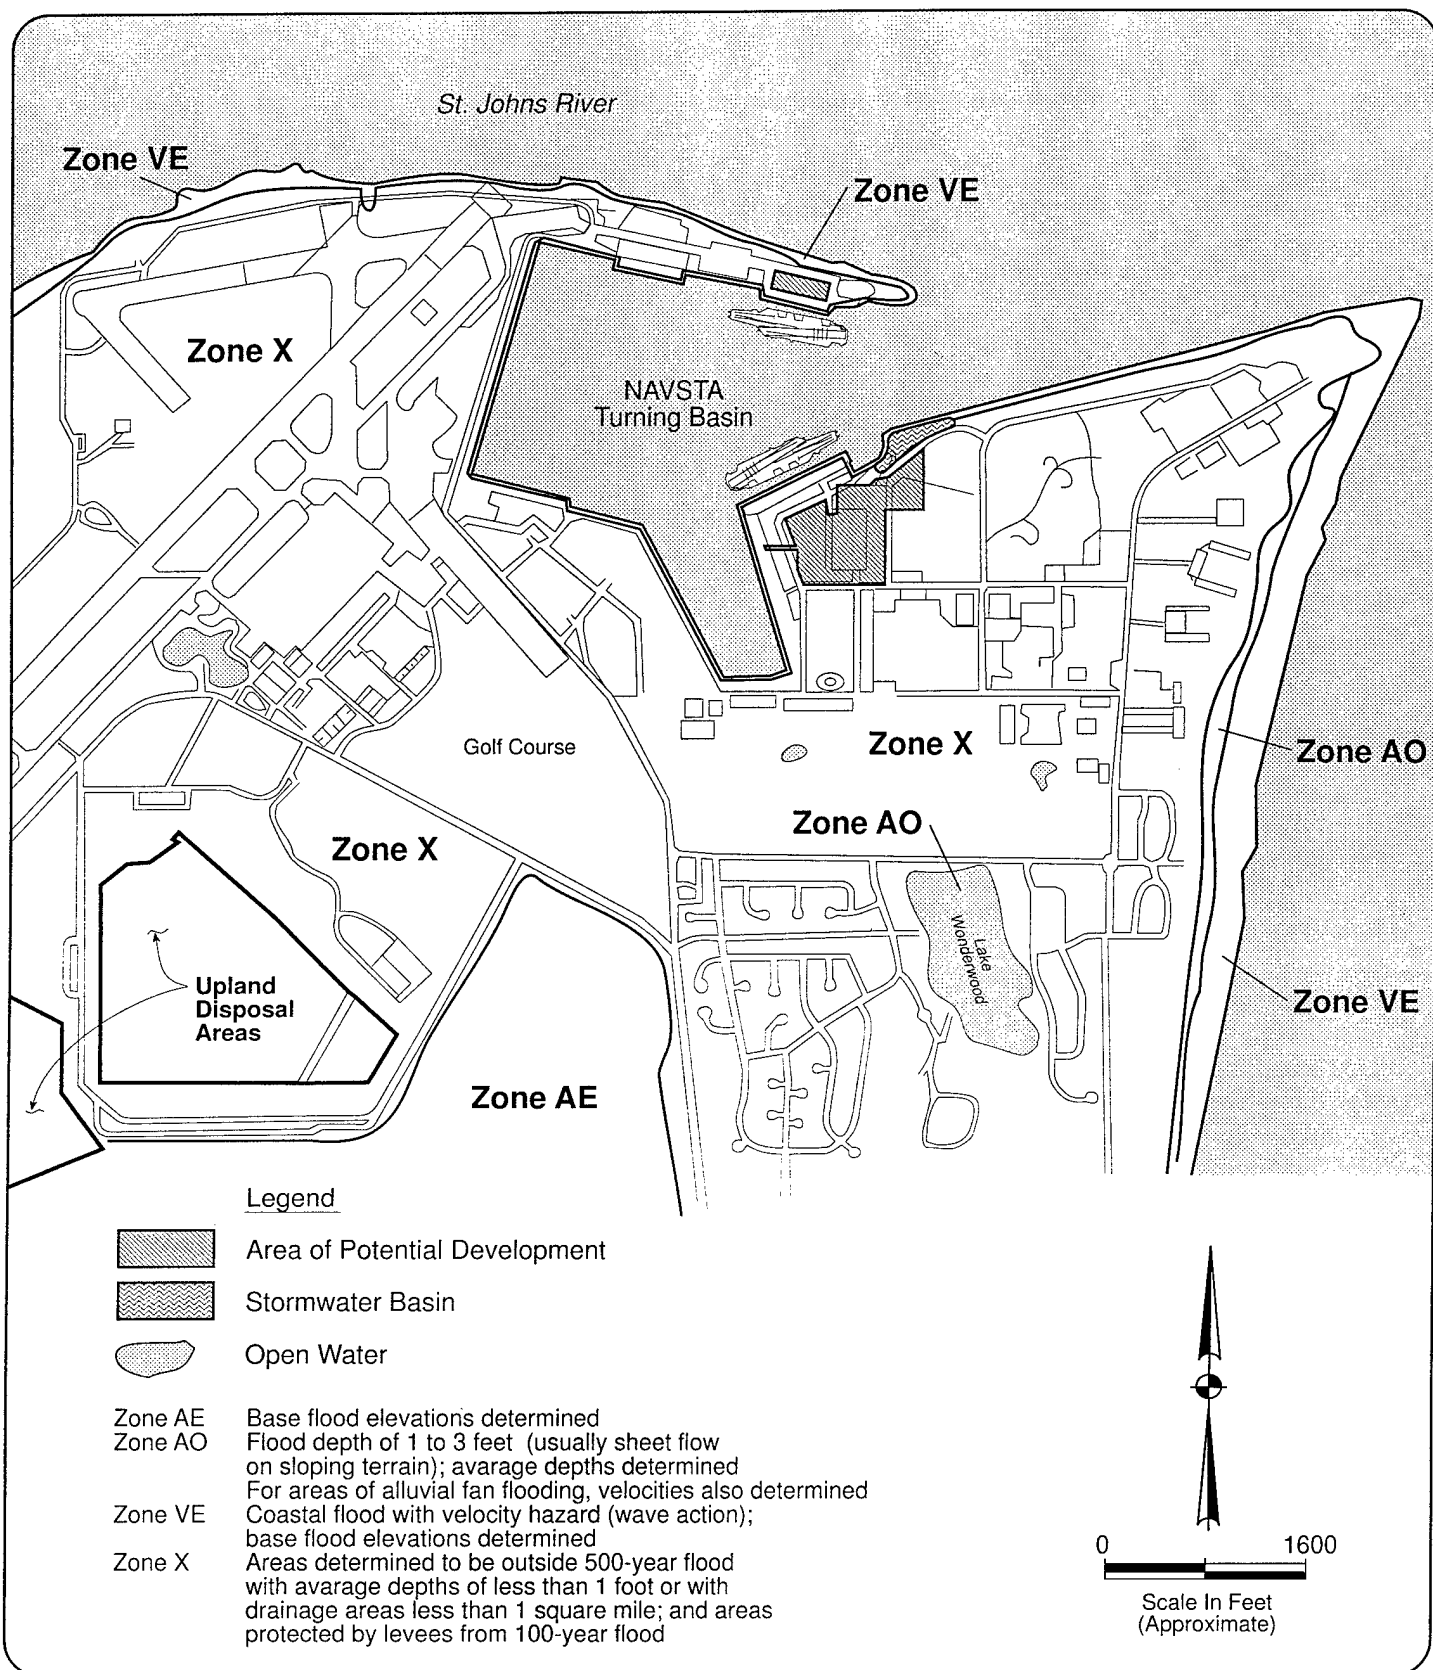 St. Johns River
Zone VE
Zone VE
Zone X
NAVSTA
Turning Basin
Golf Course
Zone X
Zone AO
Zone AO
Zone X
Lake
Wonderwood
Upland
Disposal
Areas
Zone VE
Zone AE
Legend
Area of Potential Development
Stormwater Basin
Open Water
Zone AE Base flood elevations determined
Zone AO Flood depth of 1 to 3 feet (usually sheet flow
on sloping terrain); avarage depths determined
For areas of alluvial fan flooding, velocities also determined
Zone VE Coastal flood with velocity hazard (wave action);
base flood elevations determined
Zone X Areas determined to be outside 500-year flood
with avarage depths of less than 1 foot or with
drainage areas less than 1 square mile; and areas
protected by levees from 100-year flood
0 1600
Scale In Feet
(Approximate)